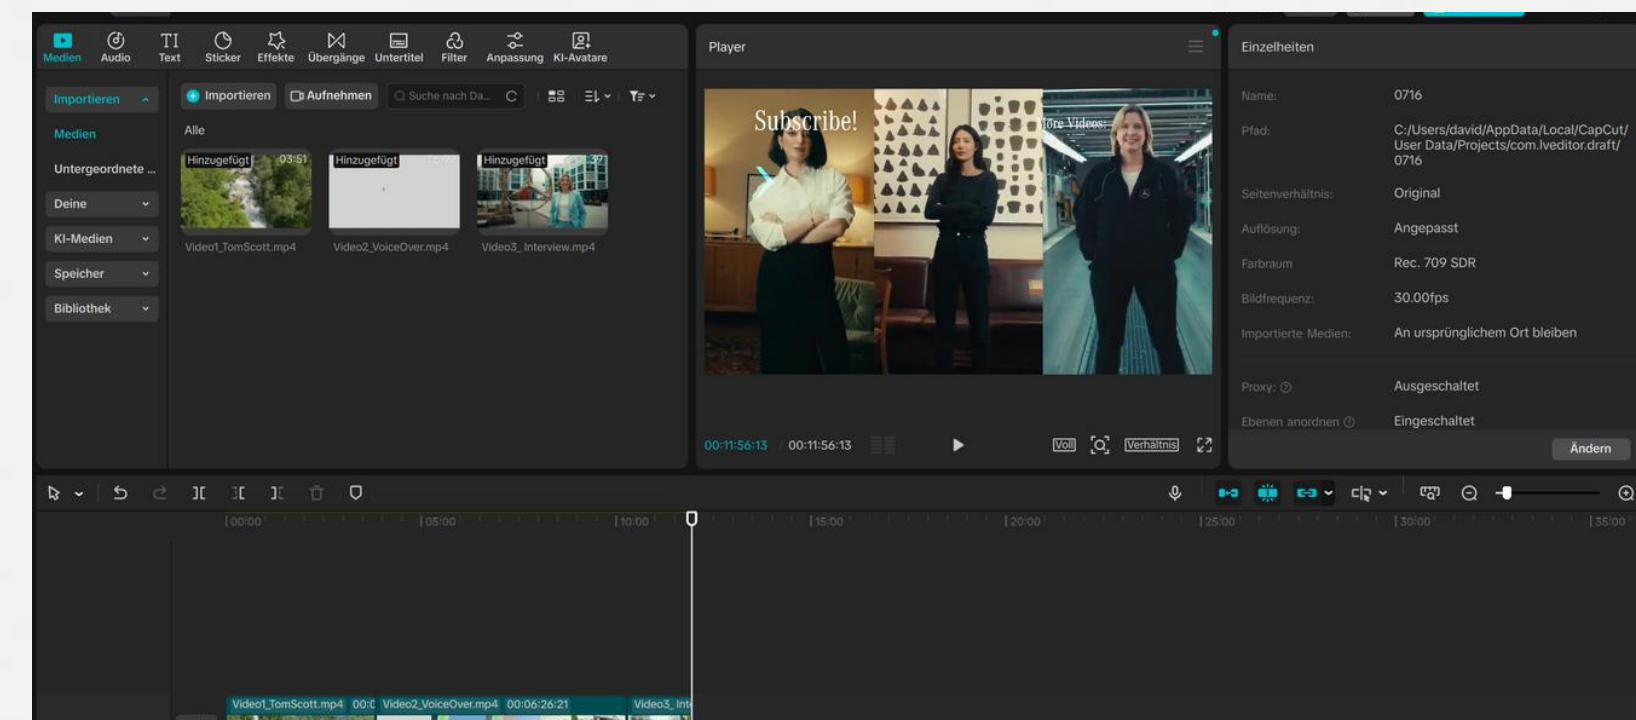 Medien
Audio
Text
Sticker
Effekte
Übergänge
Untertitel
Filter
Anpassung
KI-Avatare
Importieren
Medien
Untergeordnete ...
Deine
KI-Medien
Speicher
Bibliothek
Importieren
Aufnehmen
Suche nach Da...
Alle
Hinzugefügt
03:51
Hinzugefügt
Hinzugefügt
Video1_TomScott.mp4
Video2_VoiceOver.mp4
Video3_ Interview.mp4
Player
Subscribe!
More Videos:
00:11:56:13 / 00:11:56:13
Voll
Verhältnis
Einzelheiten
Name: 0716
Pfad: C:/Users/david/AppData/Local/CapCut/
User Data/Projects/com.lveditor.draft/
0716
Seitenverhältnis: Original
Auflösung: Angepasst
Farbraum Rec. 709 SDR
Bildfrequenz: 30.00fps
Importierte Medien: An ursprünglichem Ort bleiben
Proxy: Ausgeschaltet
Ebenen anordnen Eingeschaltet
Ändern
00:00 05:00 10:00 15:00 20:00 25:00 30:00 35:00
Video1_TomScott.mp4 Video2_VoiceOver.mp4 00:06:26:21 Video3_